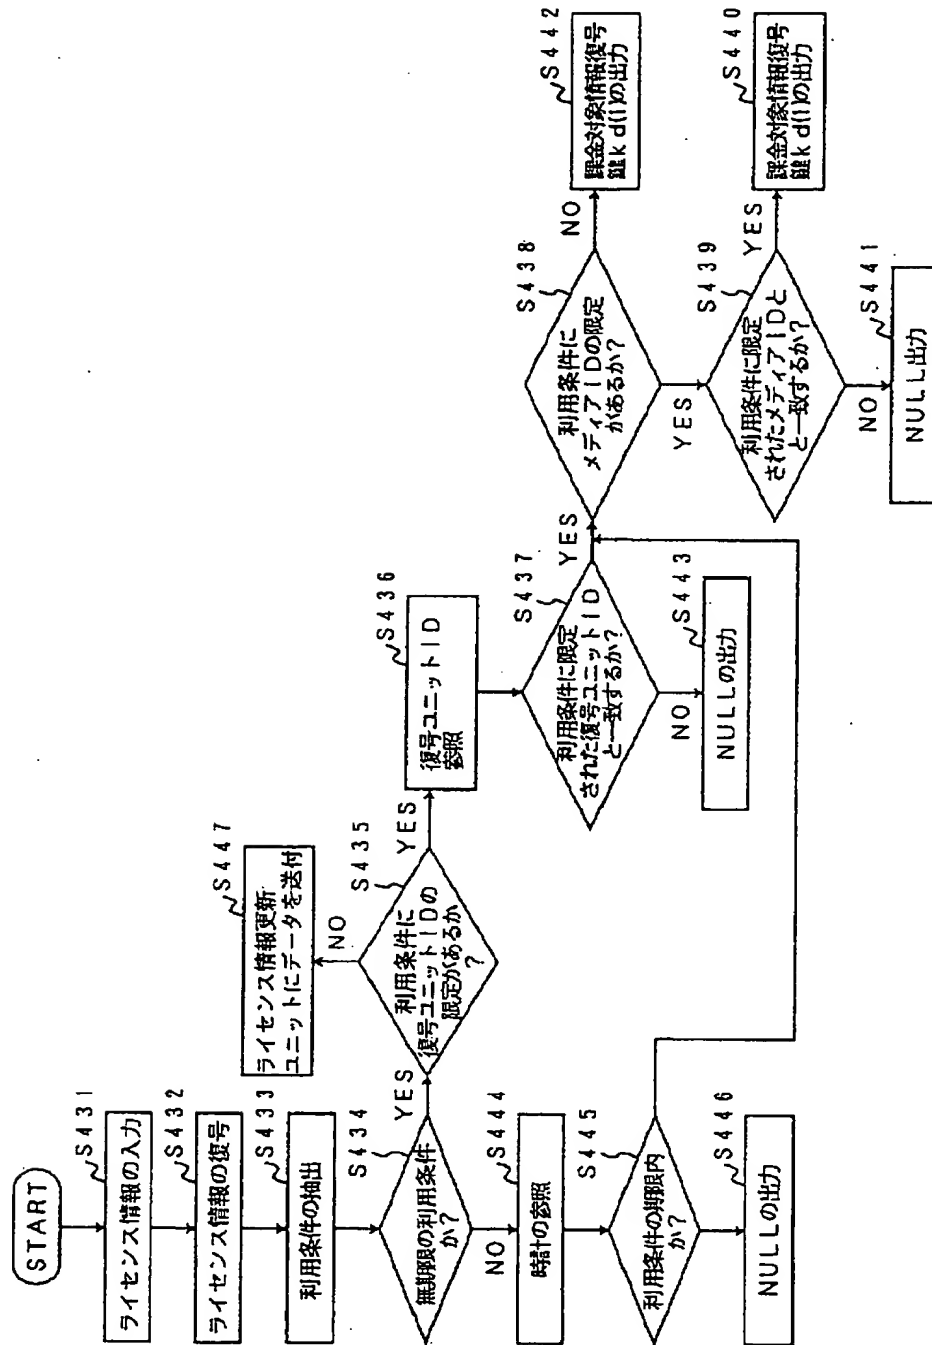 START
S431
ライセンス情報の入力
S432
ライセンス情報の復号
S433
利用条件の抽出
S434
無期限の利用条件
か?
YES
NO
S444
時計の参照
S445
利用条件の期限内
か?
S446
NULLの出力
S447
ライセンス情報更新
ユニットにデータを送付
NO
S435
利用条件に
復号ユニットIDの
限定があるか
?
YES
S436
復号ユニットID
参照
S437
利用条件に限定
された復号ユニットID
と一致するか?
YES
NO
S443
NULLの出力
S438
利用条件に
メディアIDの限定
があるか?
NO
YES
S442
課金対象情報復号
鍵kd(i)の出力
S439
利用条件に限定
されたメディアIDと
と一致するか?
YES
NO
S440
課金対象情報復号
鍵kd(i)の出力
S441
NULL出力